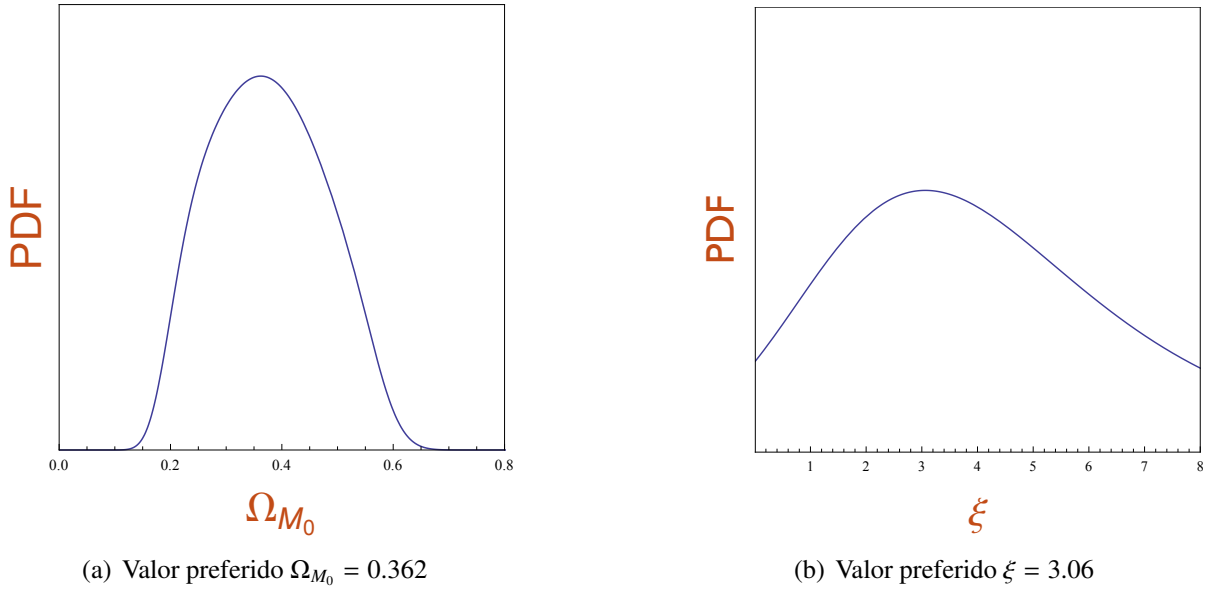 PDF
0.0 0.2 0.4 0.6 0.8
Ω_{M_0}
(a) Valor preferido Ω_{M_0} = 0.362
PDF
1 2 3 4 5 6 7 8
ξ
(b) Valor preferido ξ = 3.06